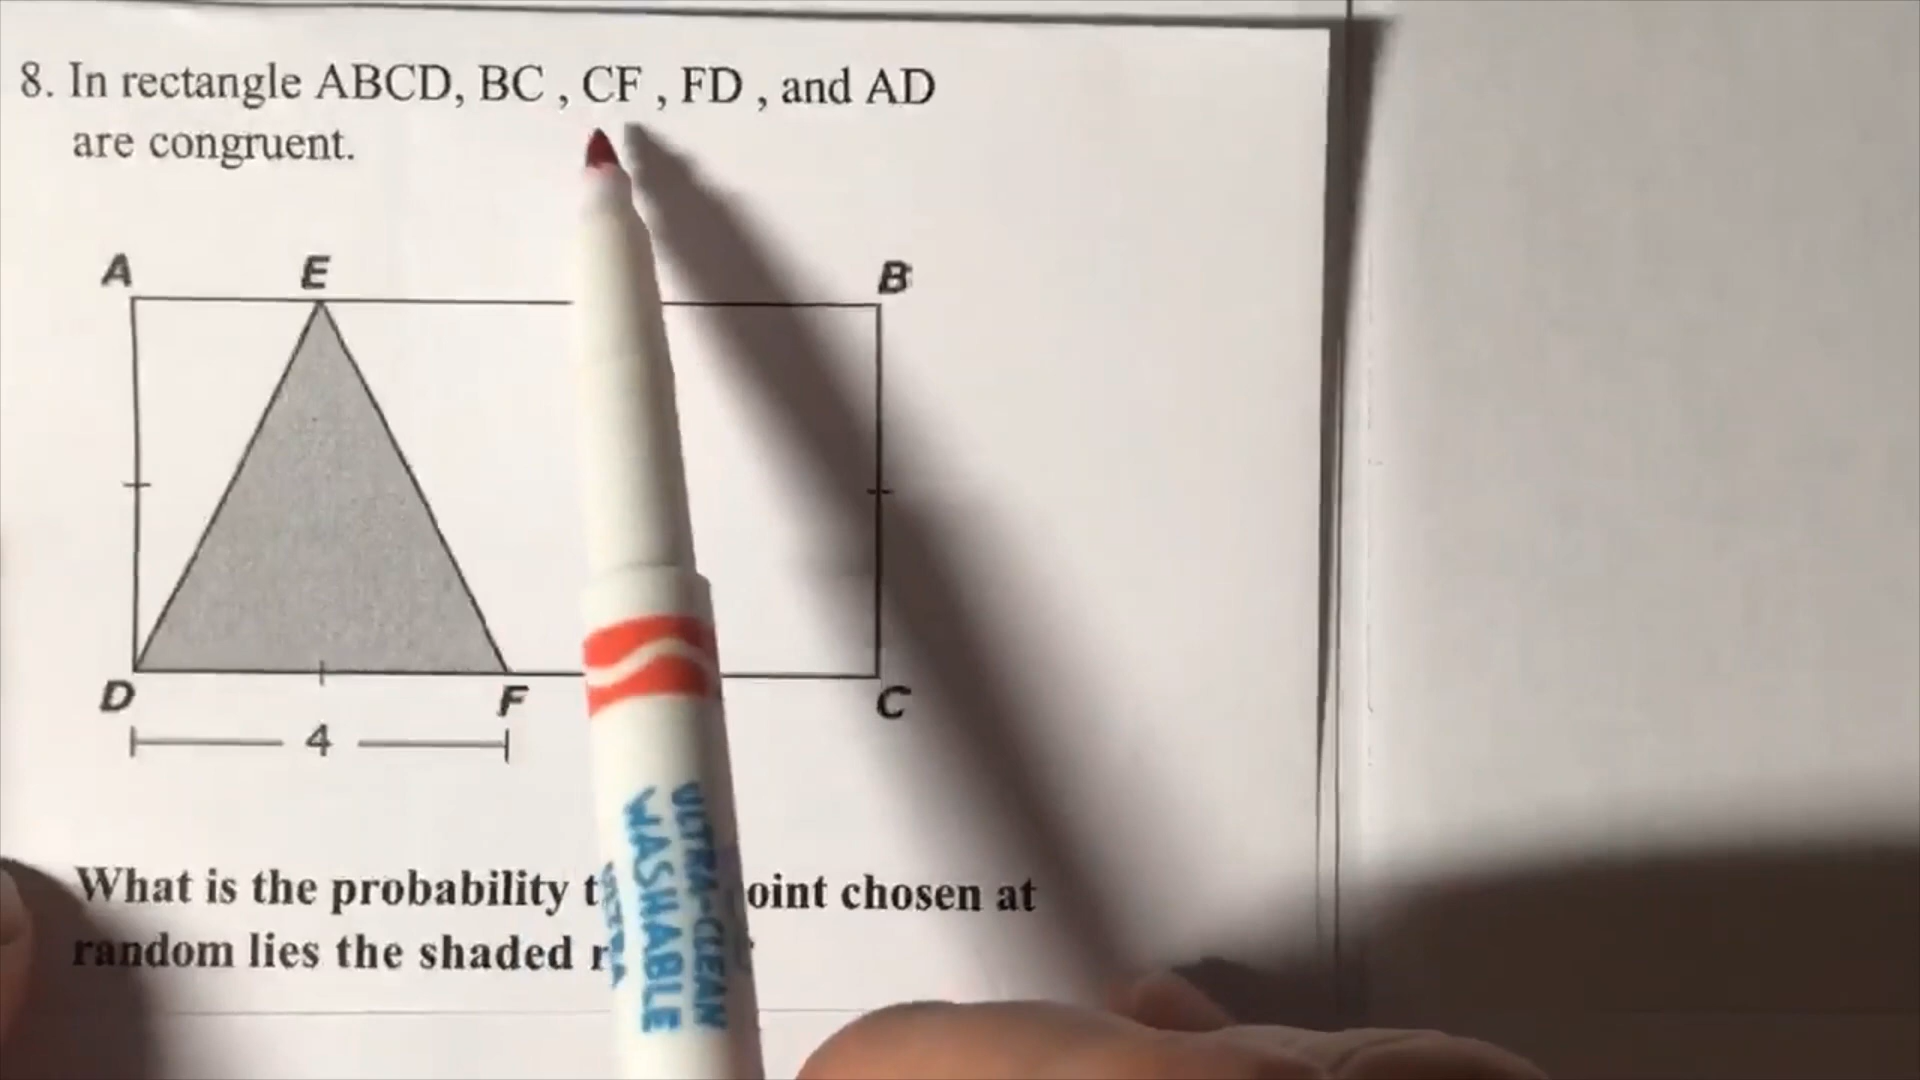 8. In rectangle ABCD, BC , CF , FD , and AD
are congruent.
A E B
D F C
4
What is the probability t oint chosen at
random lies the shaded r
ULTRA-CLEAN
WASHABLE